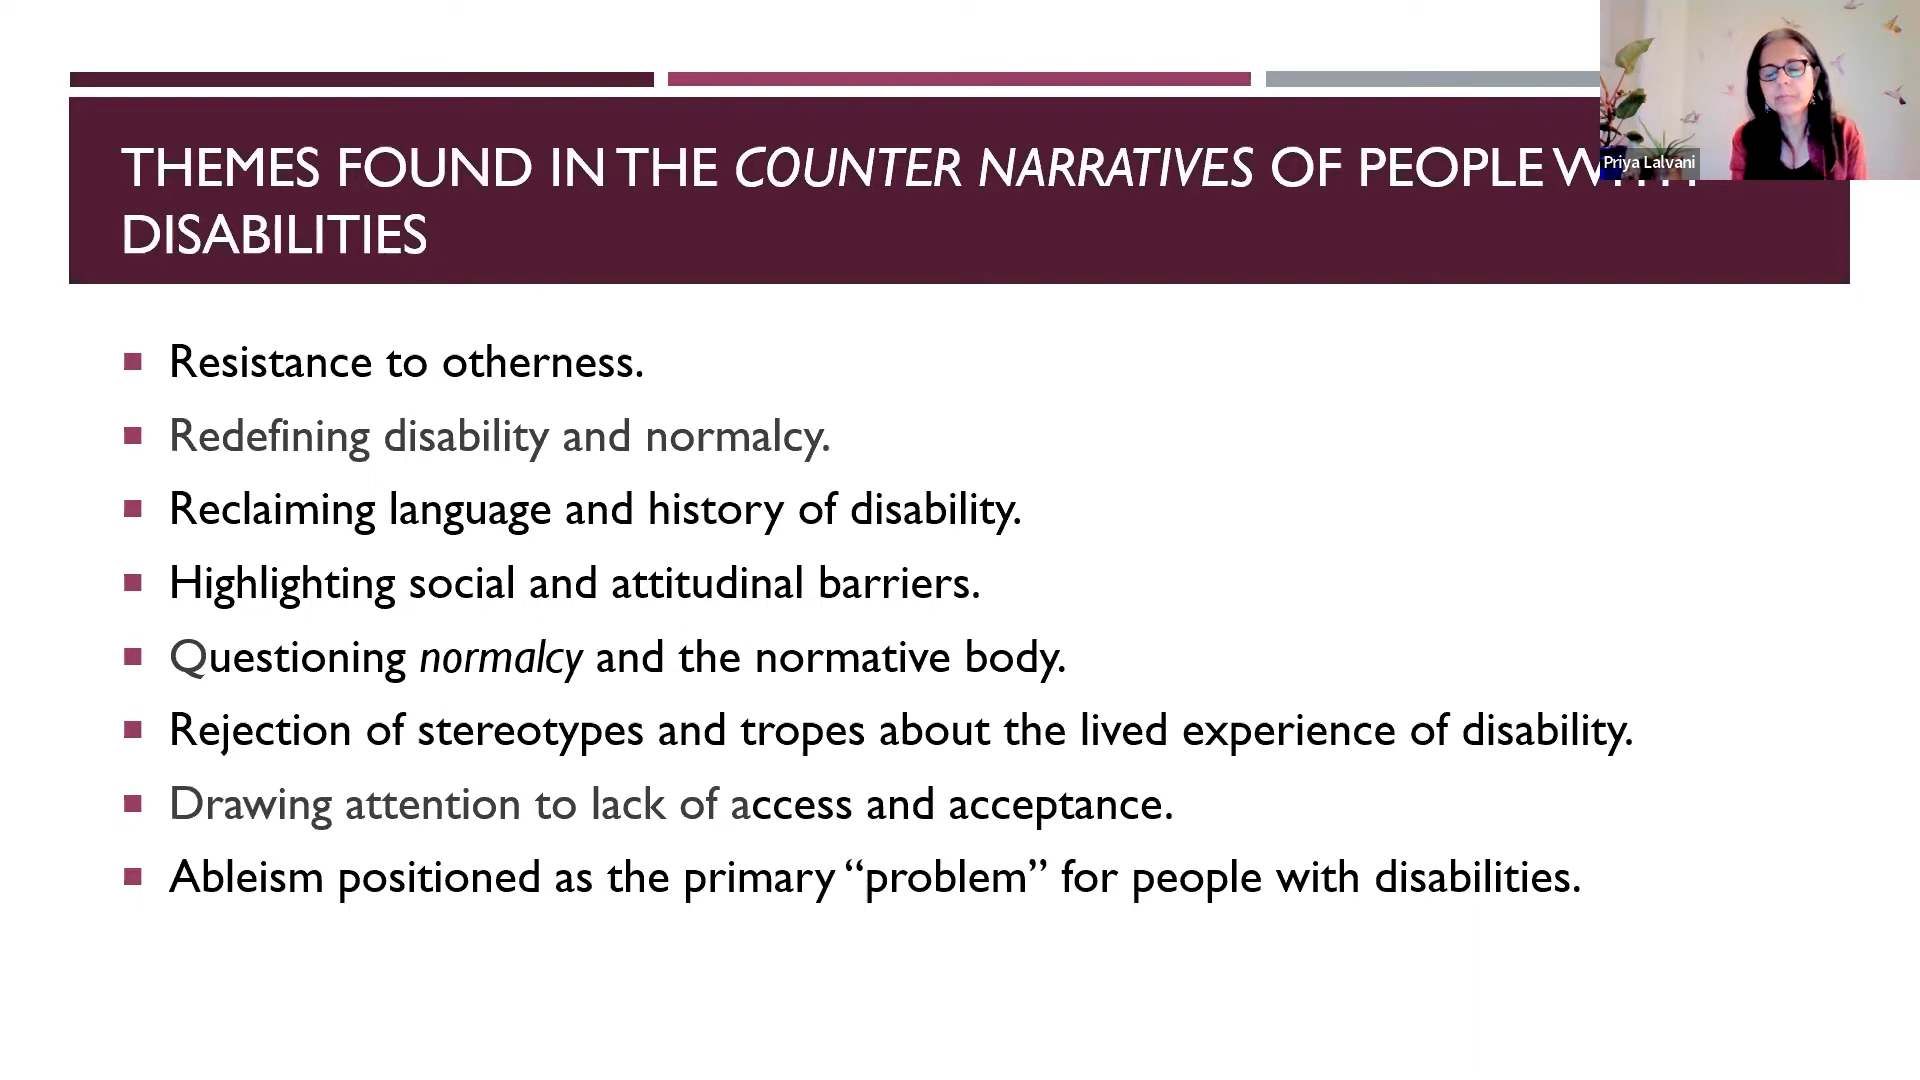 THEMES FOUND IN THE COUNTER NARRATIVES OF PEOPLE
DISABILITIES
Priya Lalvani
Resistance to otherness.
Redefining disability and normalcy.
Reclaiming language and history of disability.
Highlighting social and attitudinal barriers.
Questioning normalcy and the normative body.
Rejection of stereotypes and tropes about the lived experience of disability.
Drawing attention to lack of access and acceptance.
Ableism positioned as the primary “problem” for people with disabilities.